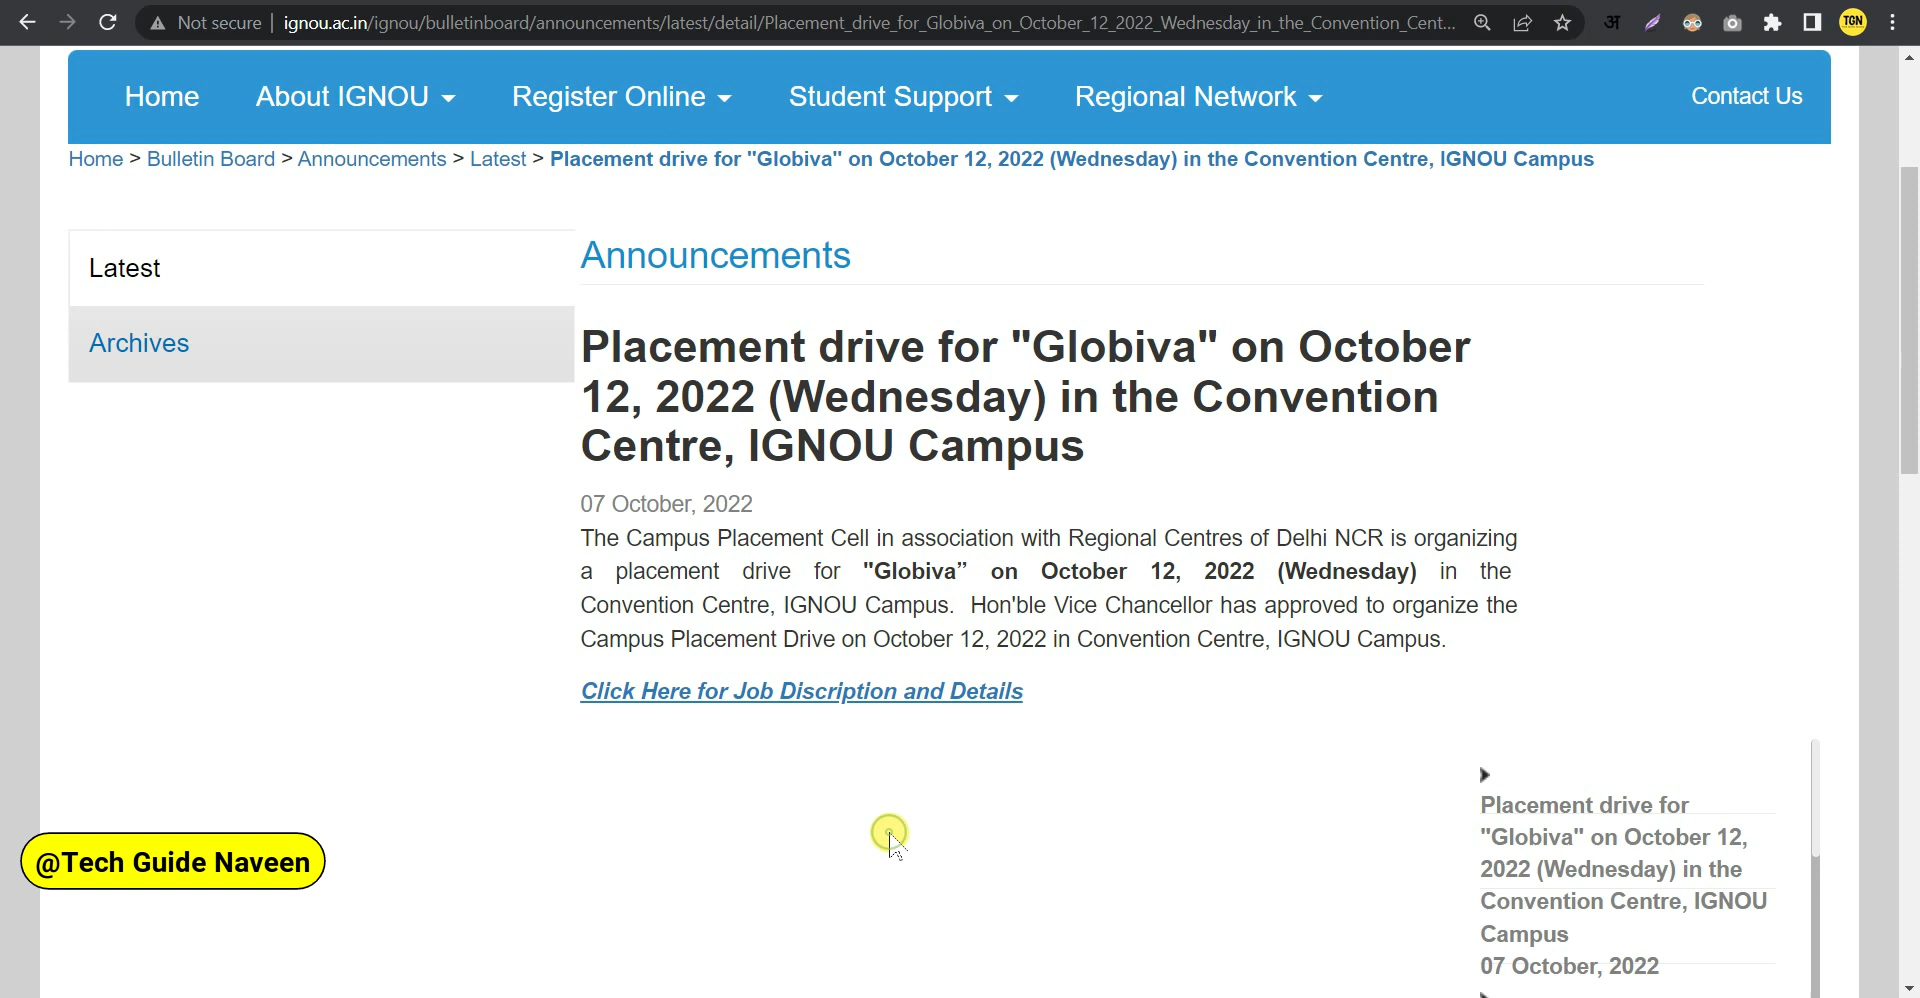 Not secure | ignou.ac.in/ignou/bulletinboard/announcements/latest/detail/Placement_drive_for_Globiva_on_October_12_2022_Wednesday_in_the_Convention_Cent...
अ
TGN
Home About IGNOU Register Online Student Support Regional Network Contact Us
Home > Bulletin Board > Announcements > Latest > Placement drive for "Globiva" on October 12, 2022 (Wednesday) in the Convention Centre, IGNOU Campus
Latest
Archives
Announcements
Placement drive for "Globiva" on October
12, 2022 (Wednesday) in the Convention
Centre, IGNOU Campus
07 October, 2022
The Campus Placement Cell in association with Regional Centres of Delhi NCR is organizing
a placement drive for "Globiva” on October 12, 2022 (Wednesday) in the
Convention Centre, IGNOU Campus. Hon'ble Vice Chancellor has approved to organize the
Campus Placement Drive on October 12, 2022 in Convention Centre, IGNOU Campus.
Click Here for Job Discription and Details
Placement drive for
"Globiva" on October 12,
2022 (Wednesday) in the
Convention Centre, IGNOU
Campus
07 October, 2022
@Tech Guide Naveen